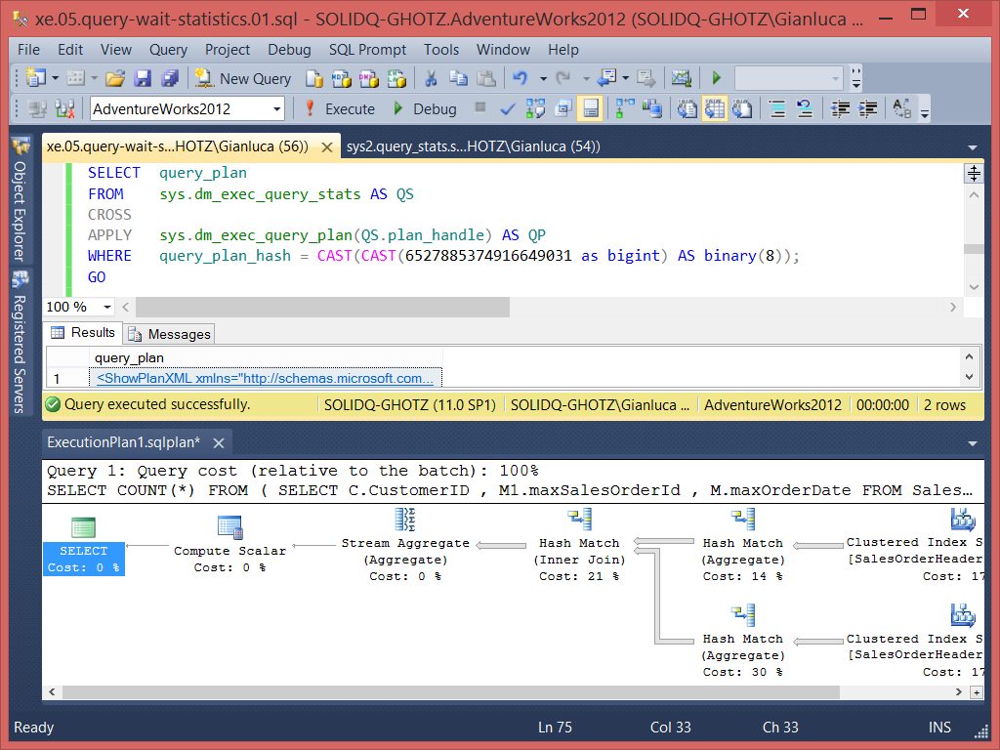 xe.05.query-wait-statistics.01.sql - SOLIDQ-GHOTZ.AdventureWorks2012 (SOLIDQ-GHOTZ\Gianluca ...
File Edit View Query Project Debug SQL Prompt Tools Window Help
New Query
AdventureWorks2012 Execute Debug
Object Explorer
Registered Servers
xe.05.query-wait-s...HOTZ\Gianluca (56)) sys2.query_stats.s...HOTZ\Gianluca (54))
SELECT query_plan
FROM sys.dm_exec_query_stats AS QS
CROSS
APPLY sys.dm_exec_query_plan(QS.plan_handle) AS QP
WHERE query_plan_hash = CAST(CAST(6527885374916649031 as bigint) AS binary(8));
GO
100 %
Results Messages
query_plan
1 <ShowPlanXML xmlns="http://schemas.microsoft.com...
Query executed successfully. SOLIDQ-GHOTZ (11.0 SP1) SOLIDQ-GHOTZ\Gianluca ... AdventureWorks2012 00:00:00 2 rows
ExecutionPlan1.sqlplan*
Query 1: Query cost (relative to the batch): 100%
SELECT COUNT(*) FROM ( SELECT C.CustomerID , M1.maxSalesOrderId , M.maxOrderDate FROM Sales...
SELECT
Cost: 0 %
Compute Scalar
Cost: 0 %
Stream Aggregate
(Aggregate)
Cost: 0 %
Hash Match
(Inner Join)
Cost: 21 %
Hash Match
(Aggregate)
Cost: 14 %
Clustered Index S
[SalesOrderHeader
Cost: 17
Hash Match
(Aggregate)
Cost: 30 %
Clustered Index S
[SalesOrderHeader
Cost: 17
Ready Ln 75 Col 33 Ch 33 INS